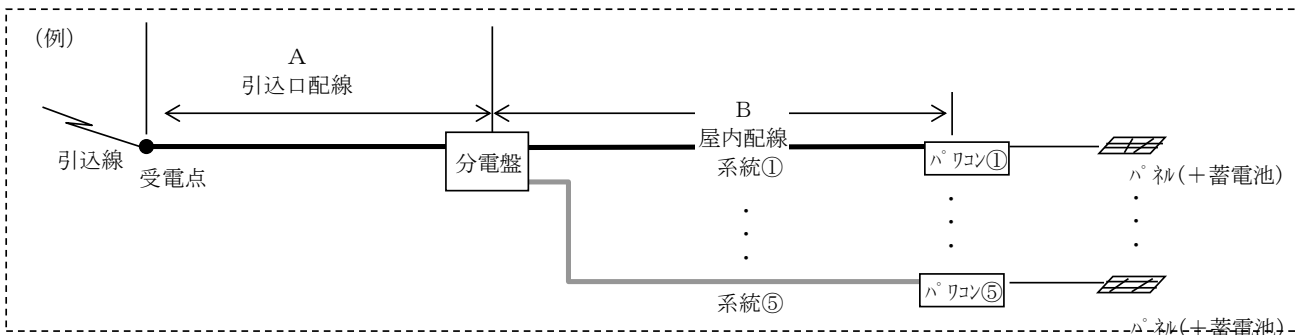 (例)
A
引込口配線
B
屋内配線
系統①
引込線
受電点
分電盤
パワコン①
パネル(+蓄電池)
系統⑤
パワコン⑤
パネル(+蓄電池)